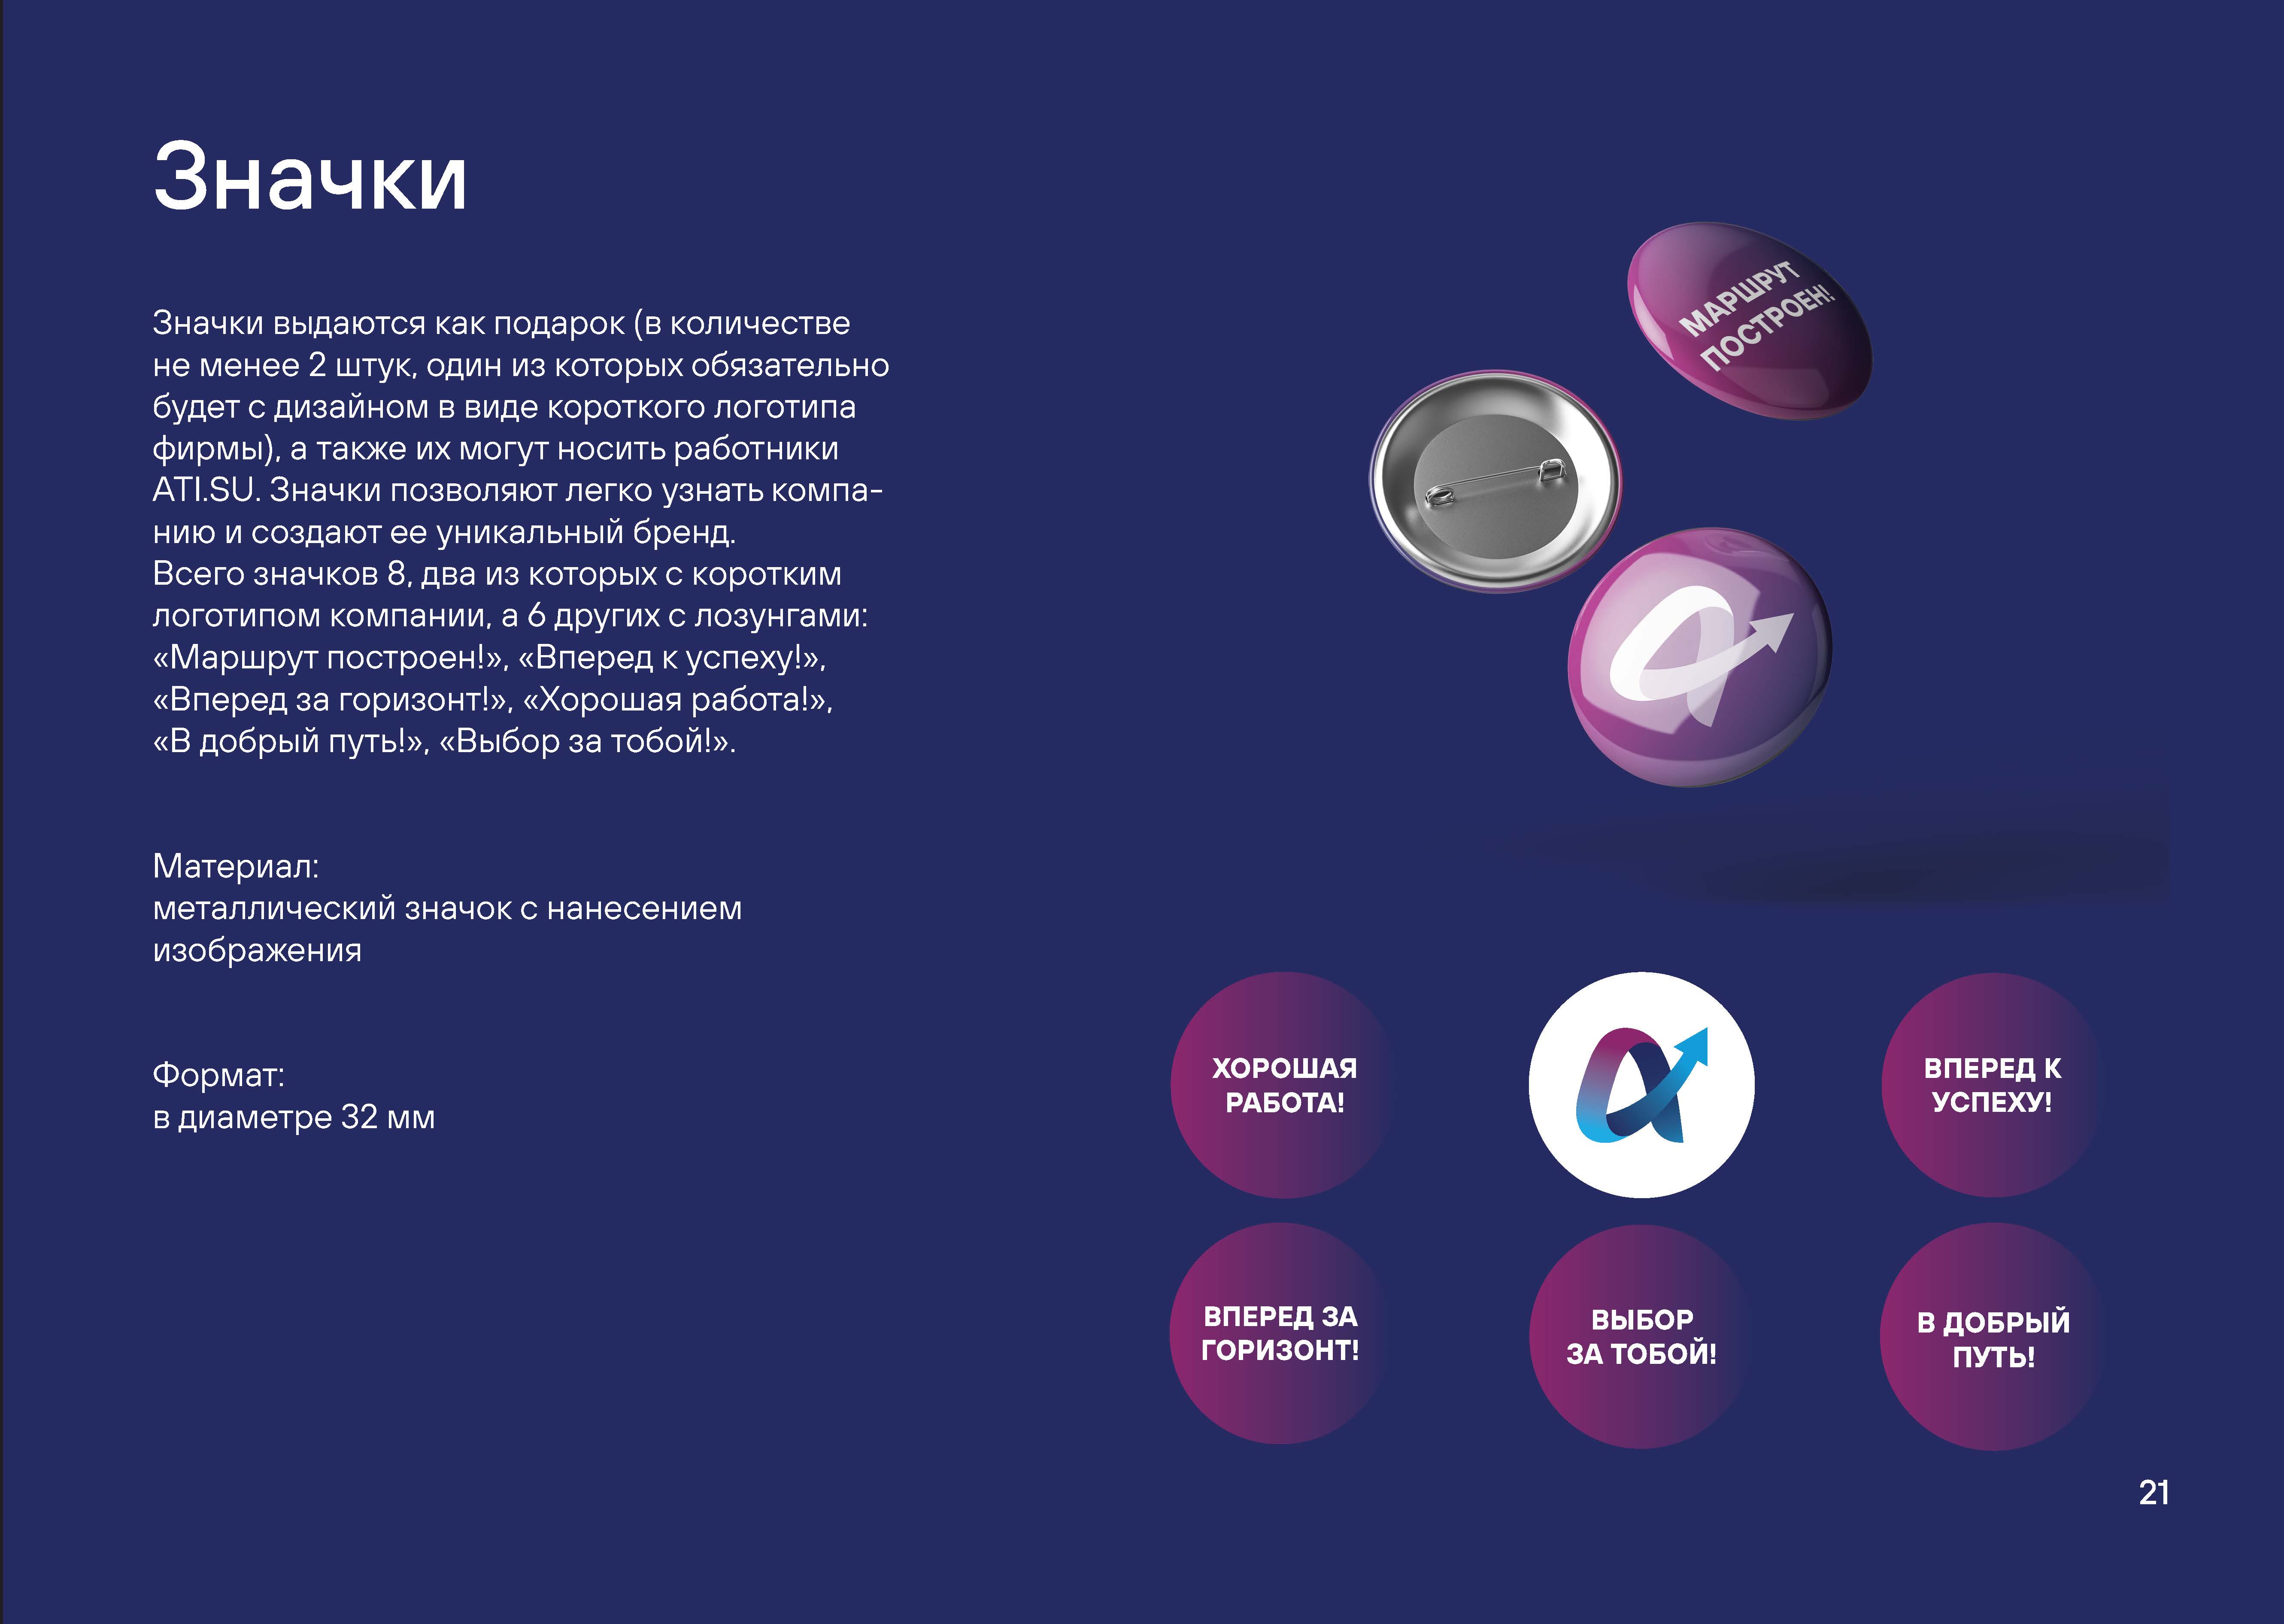 Значки
Значки выдаются как подарок (в количестве
не менее 2 штук, один из которых обязательно
будет с дизайном в виде короткого логотипа
фирмы), а также их могут носить работники
ATI.SU. Значки позволяют легко узнать компа-
нию и создают ее уникальный бренд.
Всего значков 8, два из которых с коротким
логотипом компании, а 6 других с лозунгами:
«Маршрут построен!», «Вперед к успеху!»,
«Вперед за горизонт!», «Хорошая работа!»,
«В добрый путь!», «Выбор за тобой!».
Материал:
металлический значок с нанесением
изображения
Формат:
в диаметре 32 мм
МАРШРУТ
ПОСТРОЕН!
ХОРОШАЯ
РАБОТА!
ВПЕРЕД К
УСПЕХУ!
ВПЕРЕД ЗА
ГОРИЗОНТ!
ВЫБОР
ЗА ТОБОЙ!
В ДОБРЫЙ
ПУТЬ!
21